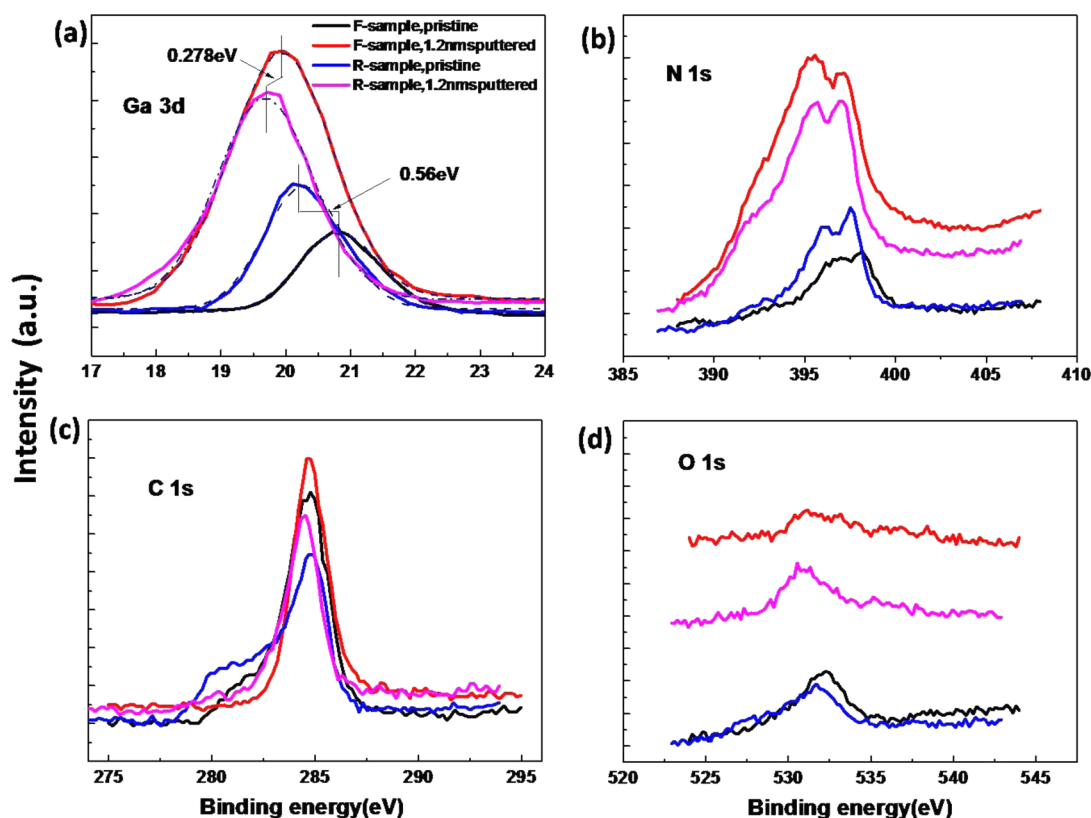 (a)
F-sample,pristine
F-sample,1.2nmsputtered
R-sample,pristine
R-sample,1.2nmsputtered
0.278eV
Ga 3d
0.56eV
17 18 19 20 21 22 23 24
(b)
N 1s
385 390 395 400 405 410
Intensity (a.u.)
(c)
C 1s
275 280 285 290 295
Binding energy(eV)
(d)
O 1s
520 525 530 535 540 545
Binding energy(eV)